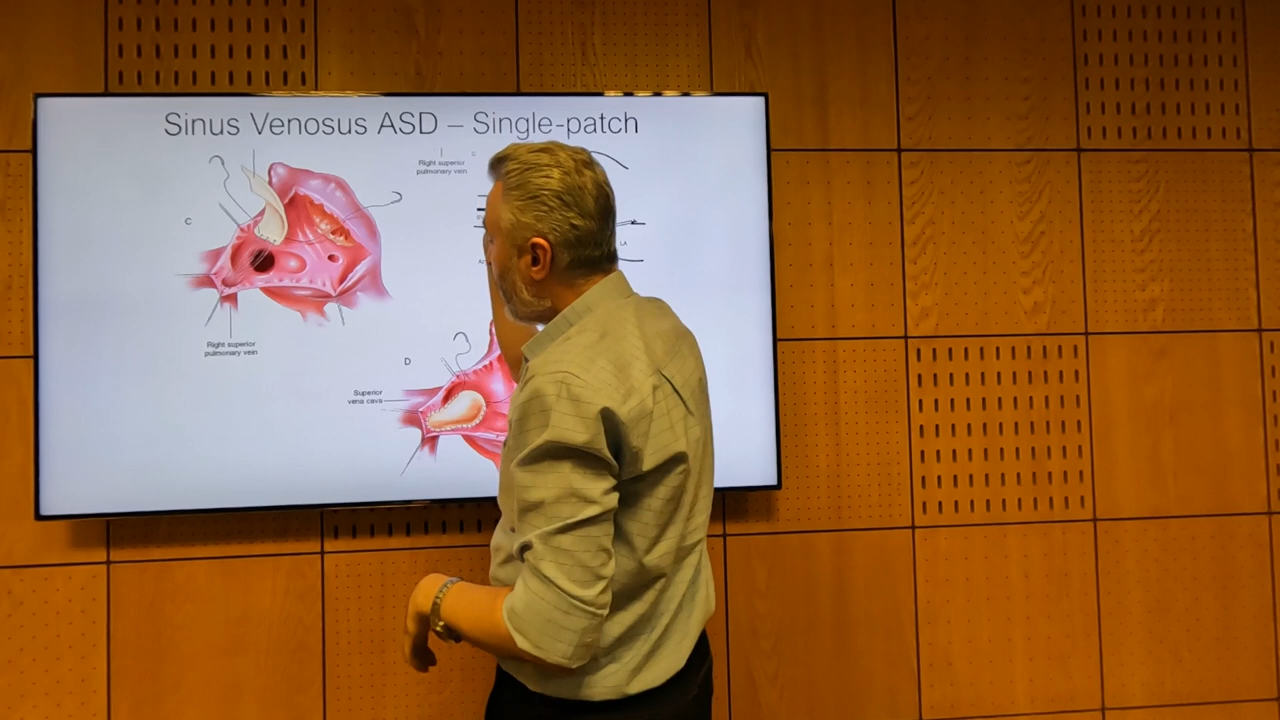 Sinus Venosus ASD – Single-patch
Right superior
pulmonary vein
C
LA
Right superior
pulmonary vein
D
Superior
vena cava